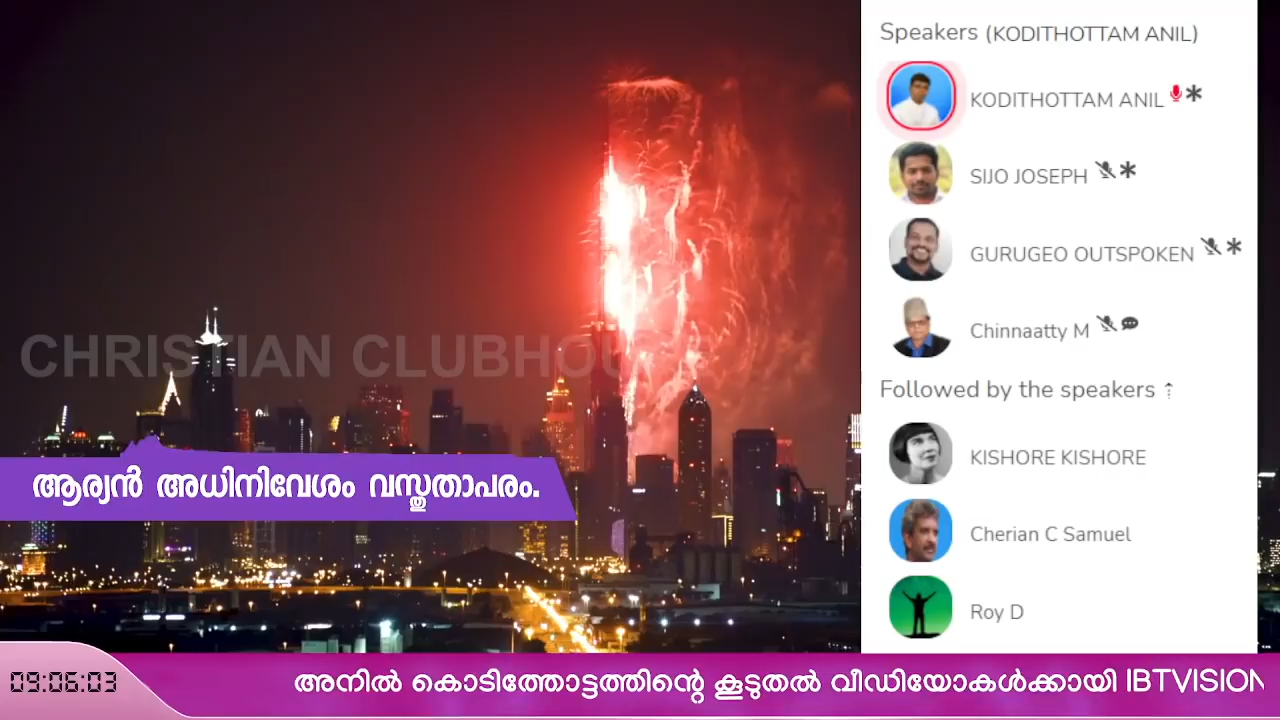 Speakers (KODITHOTTAM ANIL)
KODITHOTTAM ANIL
SIJO JOSEPH
GURUGEO OUTSPOKEN
Chinnaatty M
Followed by the speakers
KISHORE KISHORE
Cherian C Samuel
Roy D
CHRISTIAN CLUBHOUSE
ആര്യൻ അധിനിവേശം വസ്തുതാപരം.
09:06:03
അനിൽ കൊടിത്തോട്ടത്തിന്റെ കൂടുതൽ വീഡിയോകൾക്കായി IBTVISION